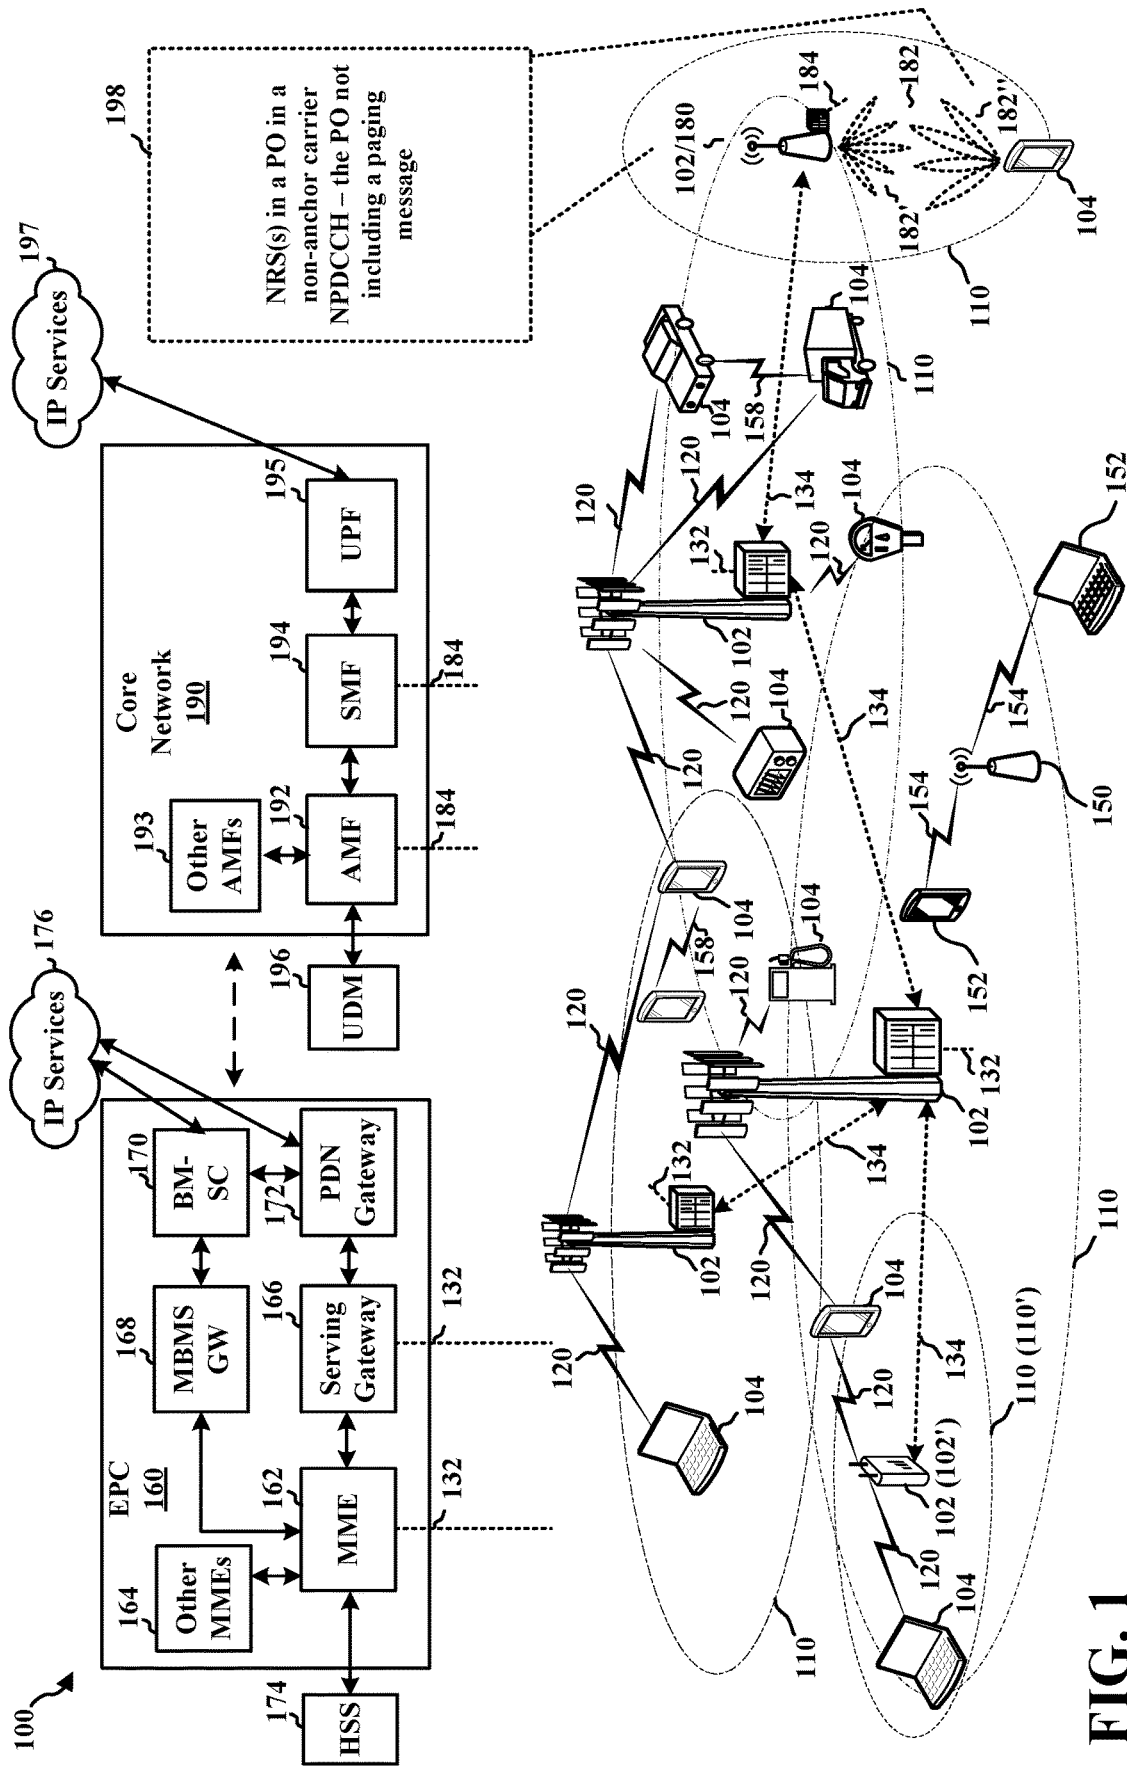 100
EPC
160
174
HSS
164
Other
MMEs
162
MME
132
168
MBMS
GW
166
Serving
Gateway
132
170
BM-
SC
172
PDN
Gateway
176
IP Services
196
UDM
Core
Network
190
193
Other
AMFs
192
AMF
184
194
SMF
184
195
UPF
197
IP Services
198
NRS(s) in a PO in a
non-anchor carrier
NPDCCH – the PO not
including a paging
message
120
104
110
102
132
120
134
158
104
120
120
104
120
102
132
120
120
104
158
104
110
134
102/180
184
182
182'
182"
104
110
120
104
134
120
104
102
132
120
104
120
104
120
102 (102')
134
110 (110')
110
152
154
150
154
152
FIG. 1